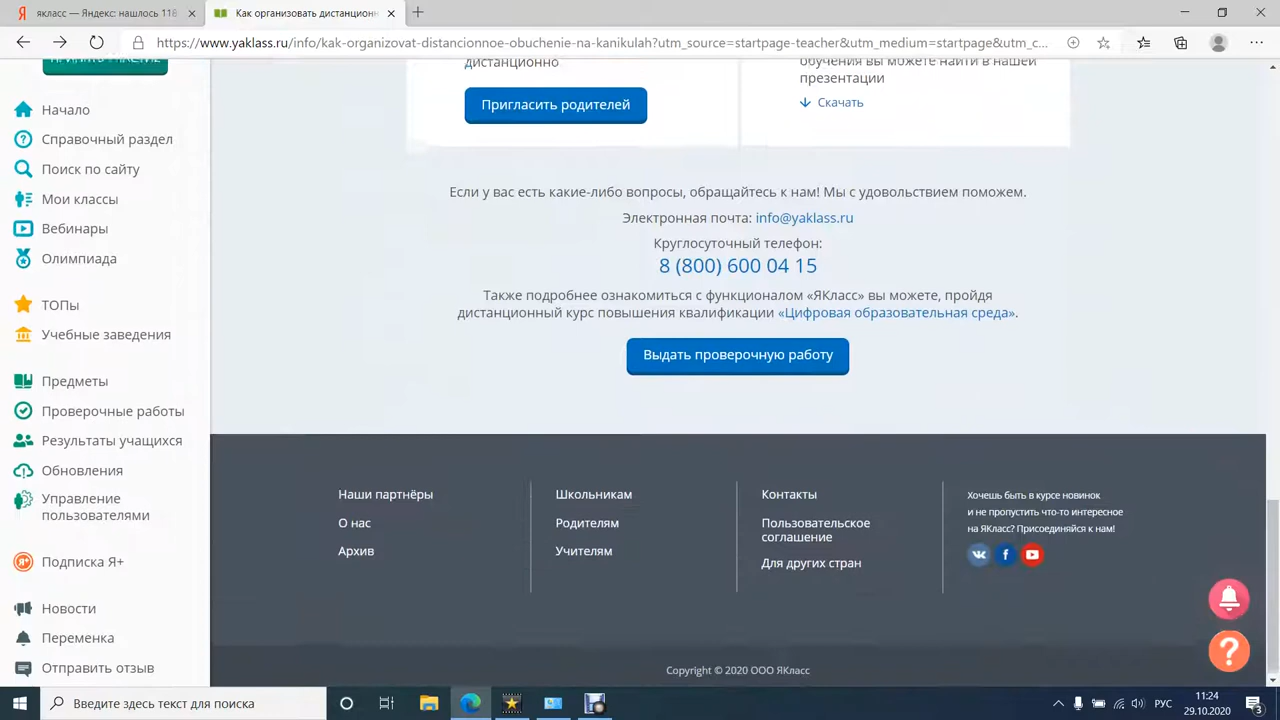 якласс — Яндекс: нашлось 116
Как организовать дистанцион
https://www.yaklass.ru/info/kak-organizovat-distancionnoe-obuchenie-na-kanikulah?utm_source=startpage-teacher&utm_medium=startpage&utm_c...
Начало
Справочный раздел
Поиск по сайту
Мои классы
Вебинары
Олимпиада
ТОПы
Учебные заведения
Предметы
Проверочные работы
Результаты учащихся
Обновления
Управление
пользователями
Подписка Я+
Новости
Переменка
Отправить отзыв
дистанционно
Пригласить родителей
обучения вы можете найти в нашей
презентации
Скачать
Если у вас есть какие-либо вопросы, обращайтесь к нам! Мы с удовольствием поможем.
Электронная почта: info@yaklass.ru
Круглосуточный телефон:
8 (800) 600 04 15
Также подробнее ознакомиться с функционалом «ЯКласс» вы можете, пройдя
дистанционный курс повышения квалификации «Цифровая образовательная среда».
Выдать проверочную работу
Наши партнёры
О нас
Архив
Школьникам
Родителям
Учителям
Контакты
Пользовательское
соглашение
Для других стран
Хочешь быть в курсе новинок
и не пропустить что-то интересное
на ЯКласс? Присоединяйся к нам!
Copyright © 2020 ООО ЯКласс
Введите здесь текст для поиска
РУС
11:24
29.10.2020
3